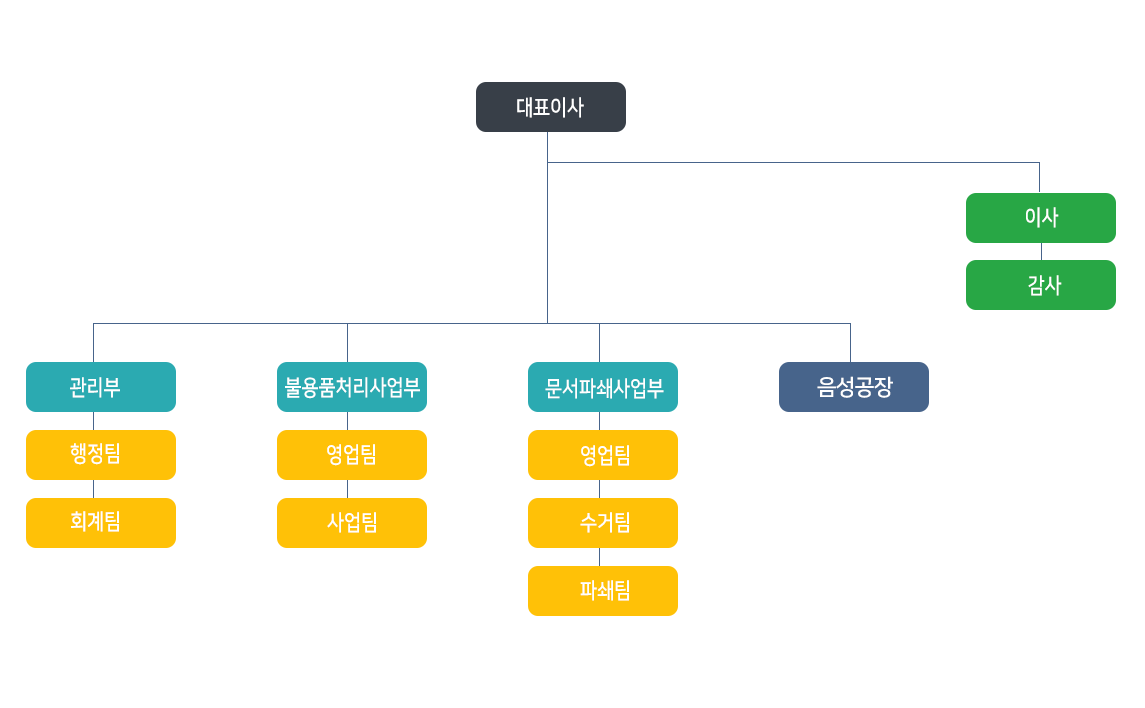 대표이사
이사
감사
관리부
불용품처리사업부
문서파쇄사업부
음성공장
행정팀
영업팀
영업팀
회계팀
사업팀
수거팀
파쇄팀